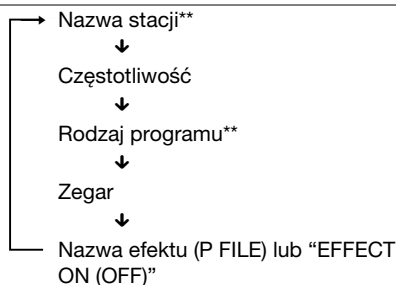 Nazwa stacji**
Częstotliwość
Rodzaj programu**
Zegar
Nazwa efektu (P FILE) lub “EFFECT
ON (OFF)”